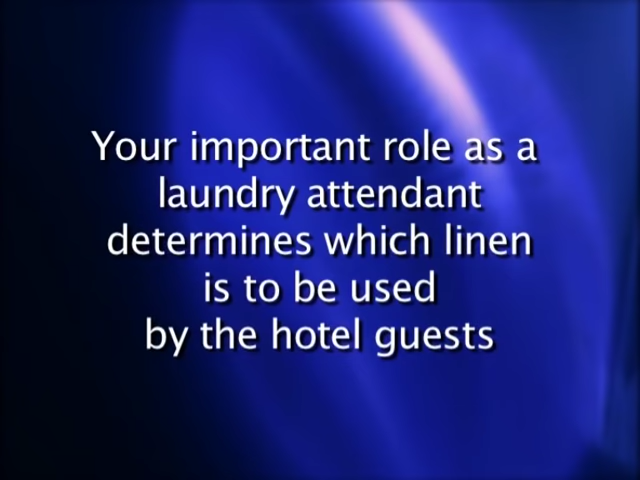 Your important role as a
laundry attendant
determines which linen
is to be used
by the hotel guests